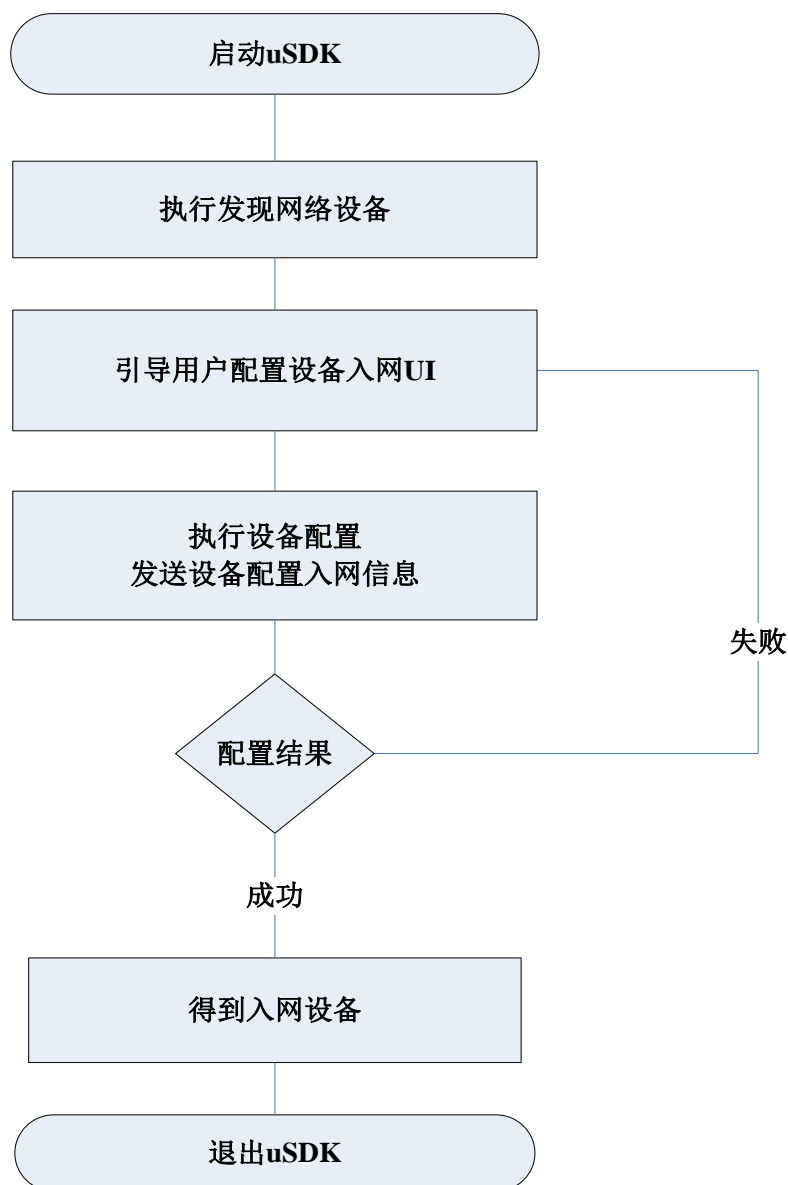 启动uSDK
执行发现网络设备
引导用户配置设备入网UI
执行设备配置
发送设备配置入网信息
失败
配置结果
成功
得到入网设备
退出uSDK